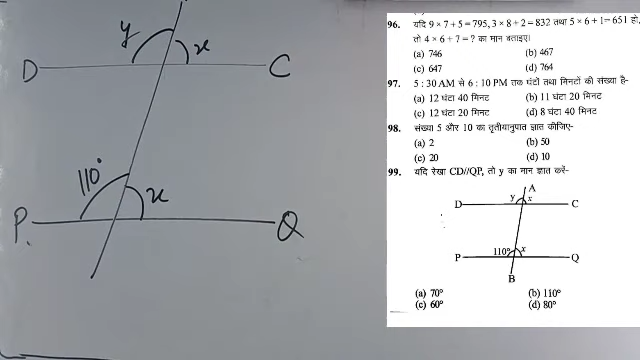 y
x
D
C
110°
x
P.
Q
96. यदि 9 × 7 + 5 = 795, 3 × 8 + 2 = 832 तथा 5 × 6 + 1 = 651 हो,
तो 4 × 6 + 7 = ? का मान बताइए।
(a) 746 (b) 467
(c) 647 (d) 764
97. 5 : 30 AM से 6 : 10 PM तक घंटों तथा मिनटों की संख्या है-
(a) 12 घंटा 40 मिनट (b) 11 घंटा 20 मिनट
(c) 12 घंटा 20 मिनट (d) 8 घंटा 40 मिनट
98. संख्या 5 और 10 का तृतीयानुपात ज्ञात कीजिए-
(a) 2 (b) 50
(c) 20 (d) 10
99. यदि रेखा CD//QP, तो y का मान ज्ञात करें-
A
y x
D C
110° x
P Q
B
(a) 70° (b) 110°
(c) 60° (d) 80°